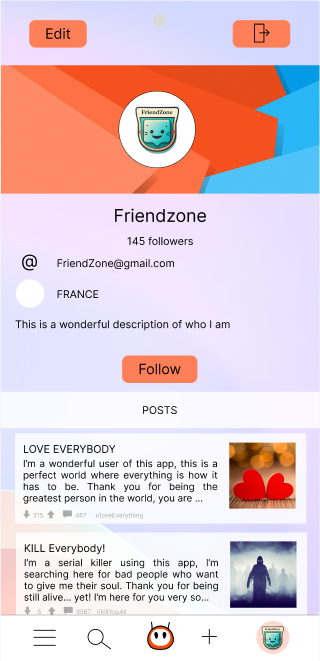 Edit
FriendZone
Friendzone
145 followers
@ FriendZone@gmail.com
FRANCE
This is a wonderful description of who I am
Follow
POSTS
LOVE EVERYBODY
I'm a wonderful user of this app, this is a
perfect world where everything is how it
has to be. Thank you for being the
greatest person in the world, you are ...
315 467 r/loveEverything
KILL Everybody!
I'm a serial killer using this app, I'm
searching here for bad people who want
to give me their soul. Thank you for being
still alive... yet! I'm here for you very so...
5 8567 r/killYouAll